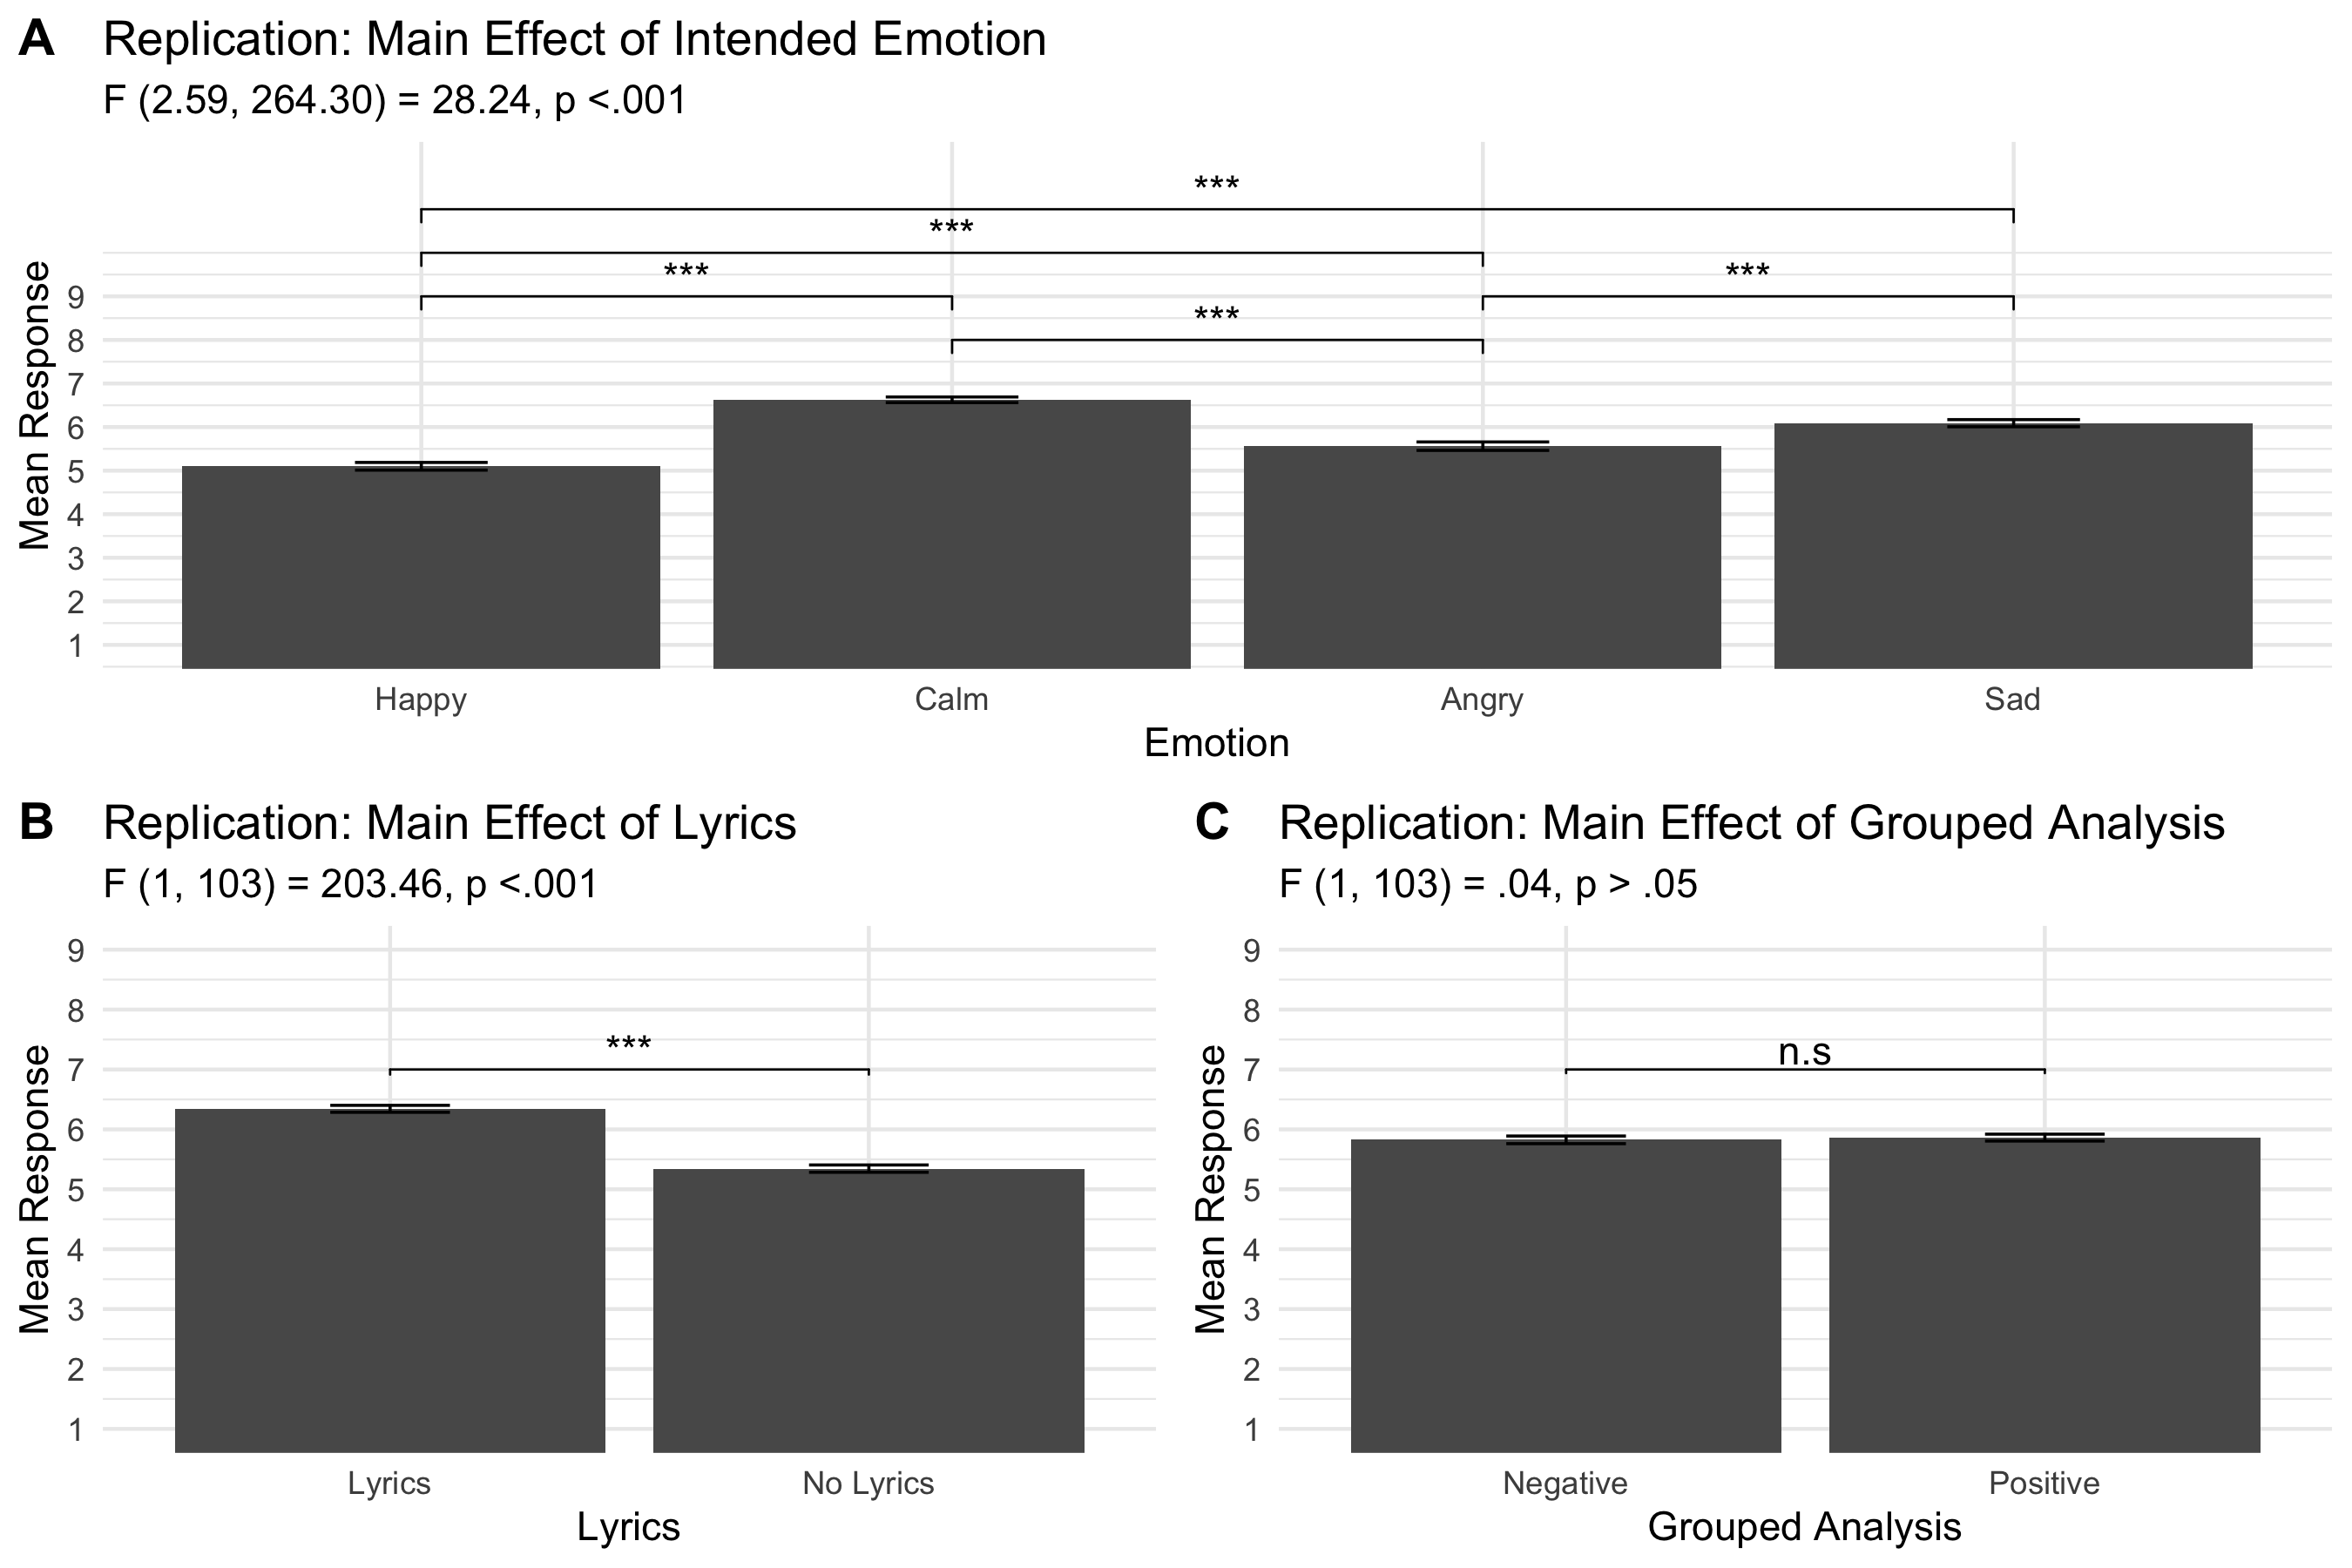 A Replication: Main Effect of Intended Emotion
F (2.59, 264.30) = 28.24, p <.001
***
***
***
***
***
Mean Response
9
8
7
6
5
4
3
2
1
Happy Calm Angry Sad
Emotion
B Replication: Main Effect of Lyrics
F (1, 103) = 203.46, p <.001
***
Mean Response
9
8
7
6
5
4
3
2
1
Lyrics No Lyrics
Lyrics
C Replication: Main Effect of Grouped Analysis
F (1, 103) = .04, p > .05
n.s
Mean Response
9
8
7
6
5
4
3
2
1
Negative Positive
Grouped Analysis